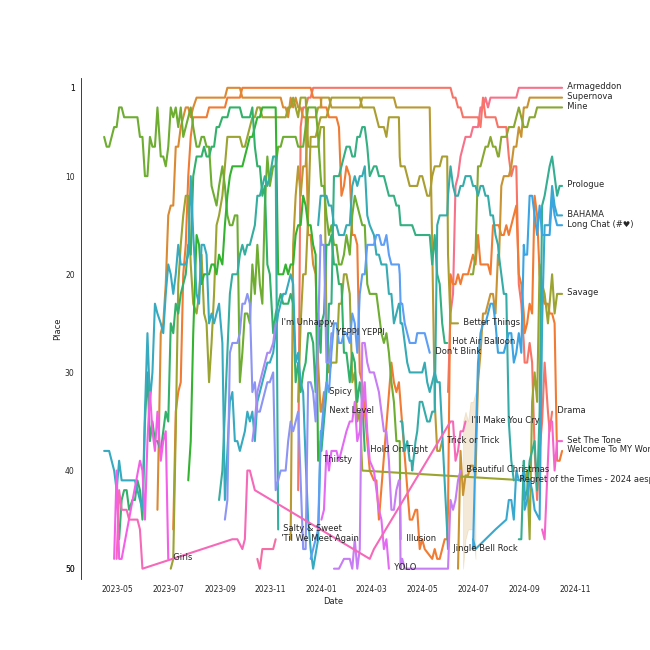 1
Armageddon
Supernova
Mine
10
Prologue
BAHAMA
Long Chat (#♥)
20
Savage
I'm Unhappy
Better Things
YEPPI YEPPI
Hot Air Balloon
Don't Blink
Place
30
Spicy
Next Level
Drama
I'll Make You Cry
Trick or Trick
Set The Tone
Hold On Tight
Welcome To MY Wor
Thirsty
40
Beautiful Christmas
Regret of the Times - 2024 aesp
Salty & Sweet
'Til We Meet Again
Illusion
Jingle Bell Rock
Girls
50
YOLO
2023-05
2023-07
2023-09
2023-11
2024-01
2024-03
2024-05
2024-07
2024-09
2024-11
Date